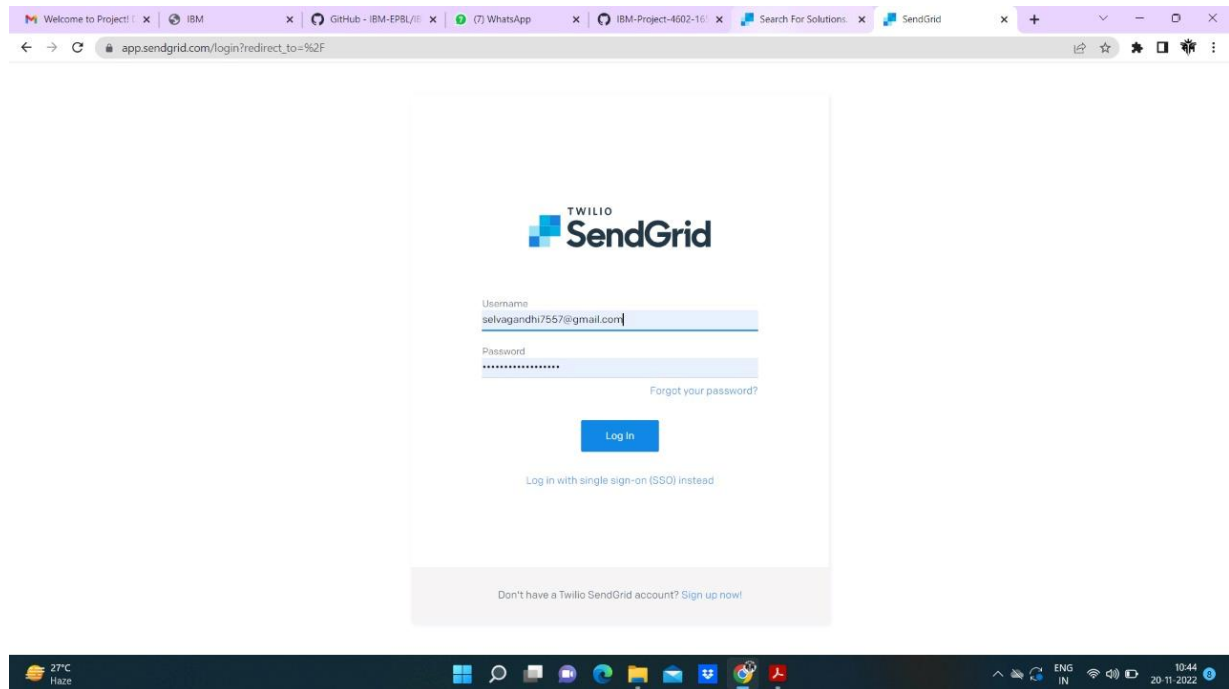 Welcome to Project! (
IBM
GitHub - IBM-EPBL/IB
(7) WhatsApp
IBM-Project-4602-16
Search For Solutions.
SendGrid
app.sendgrid.com/login?redirect_to=%2F
TWILIO
SendGrid
Username
selvagandhi7557@gmail.com
Password
••••••••••••••••••
Forgot your password?
Log In
Log in with single sign-on (SSO) instead
Don't have a Twilio SendGrid account? Sign up now!
27°C
Haze
ENG
IN
10:44
20-11-2022
8